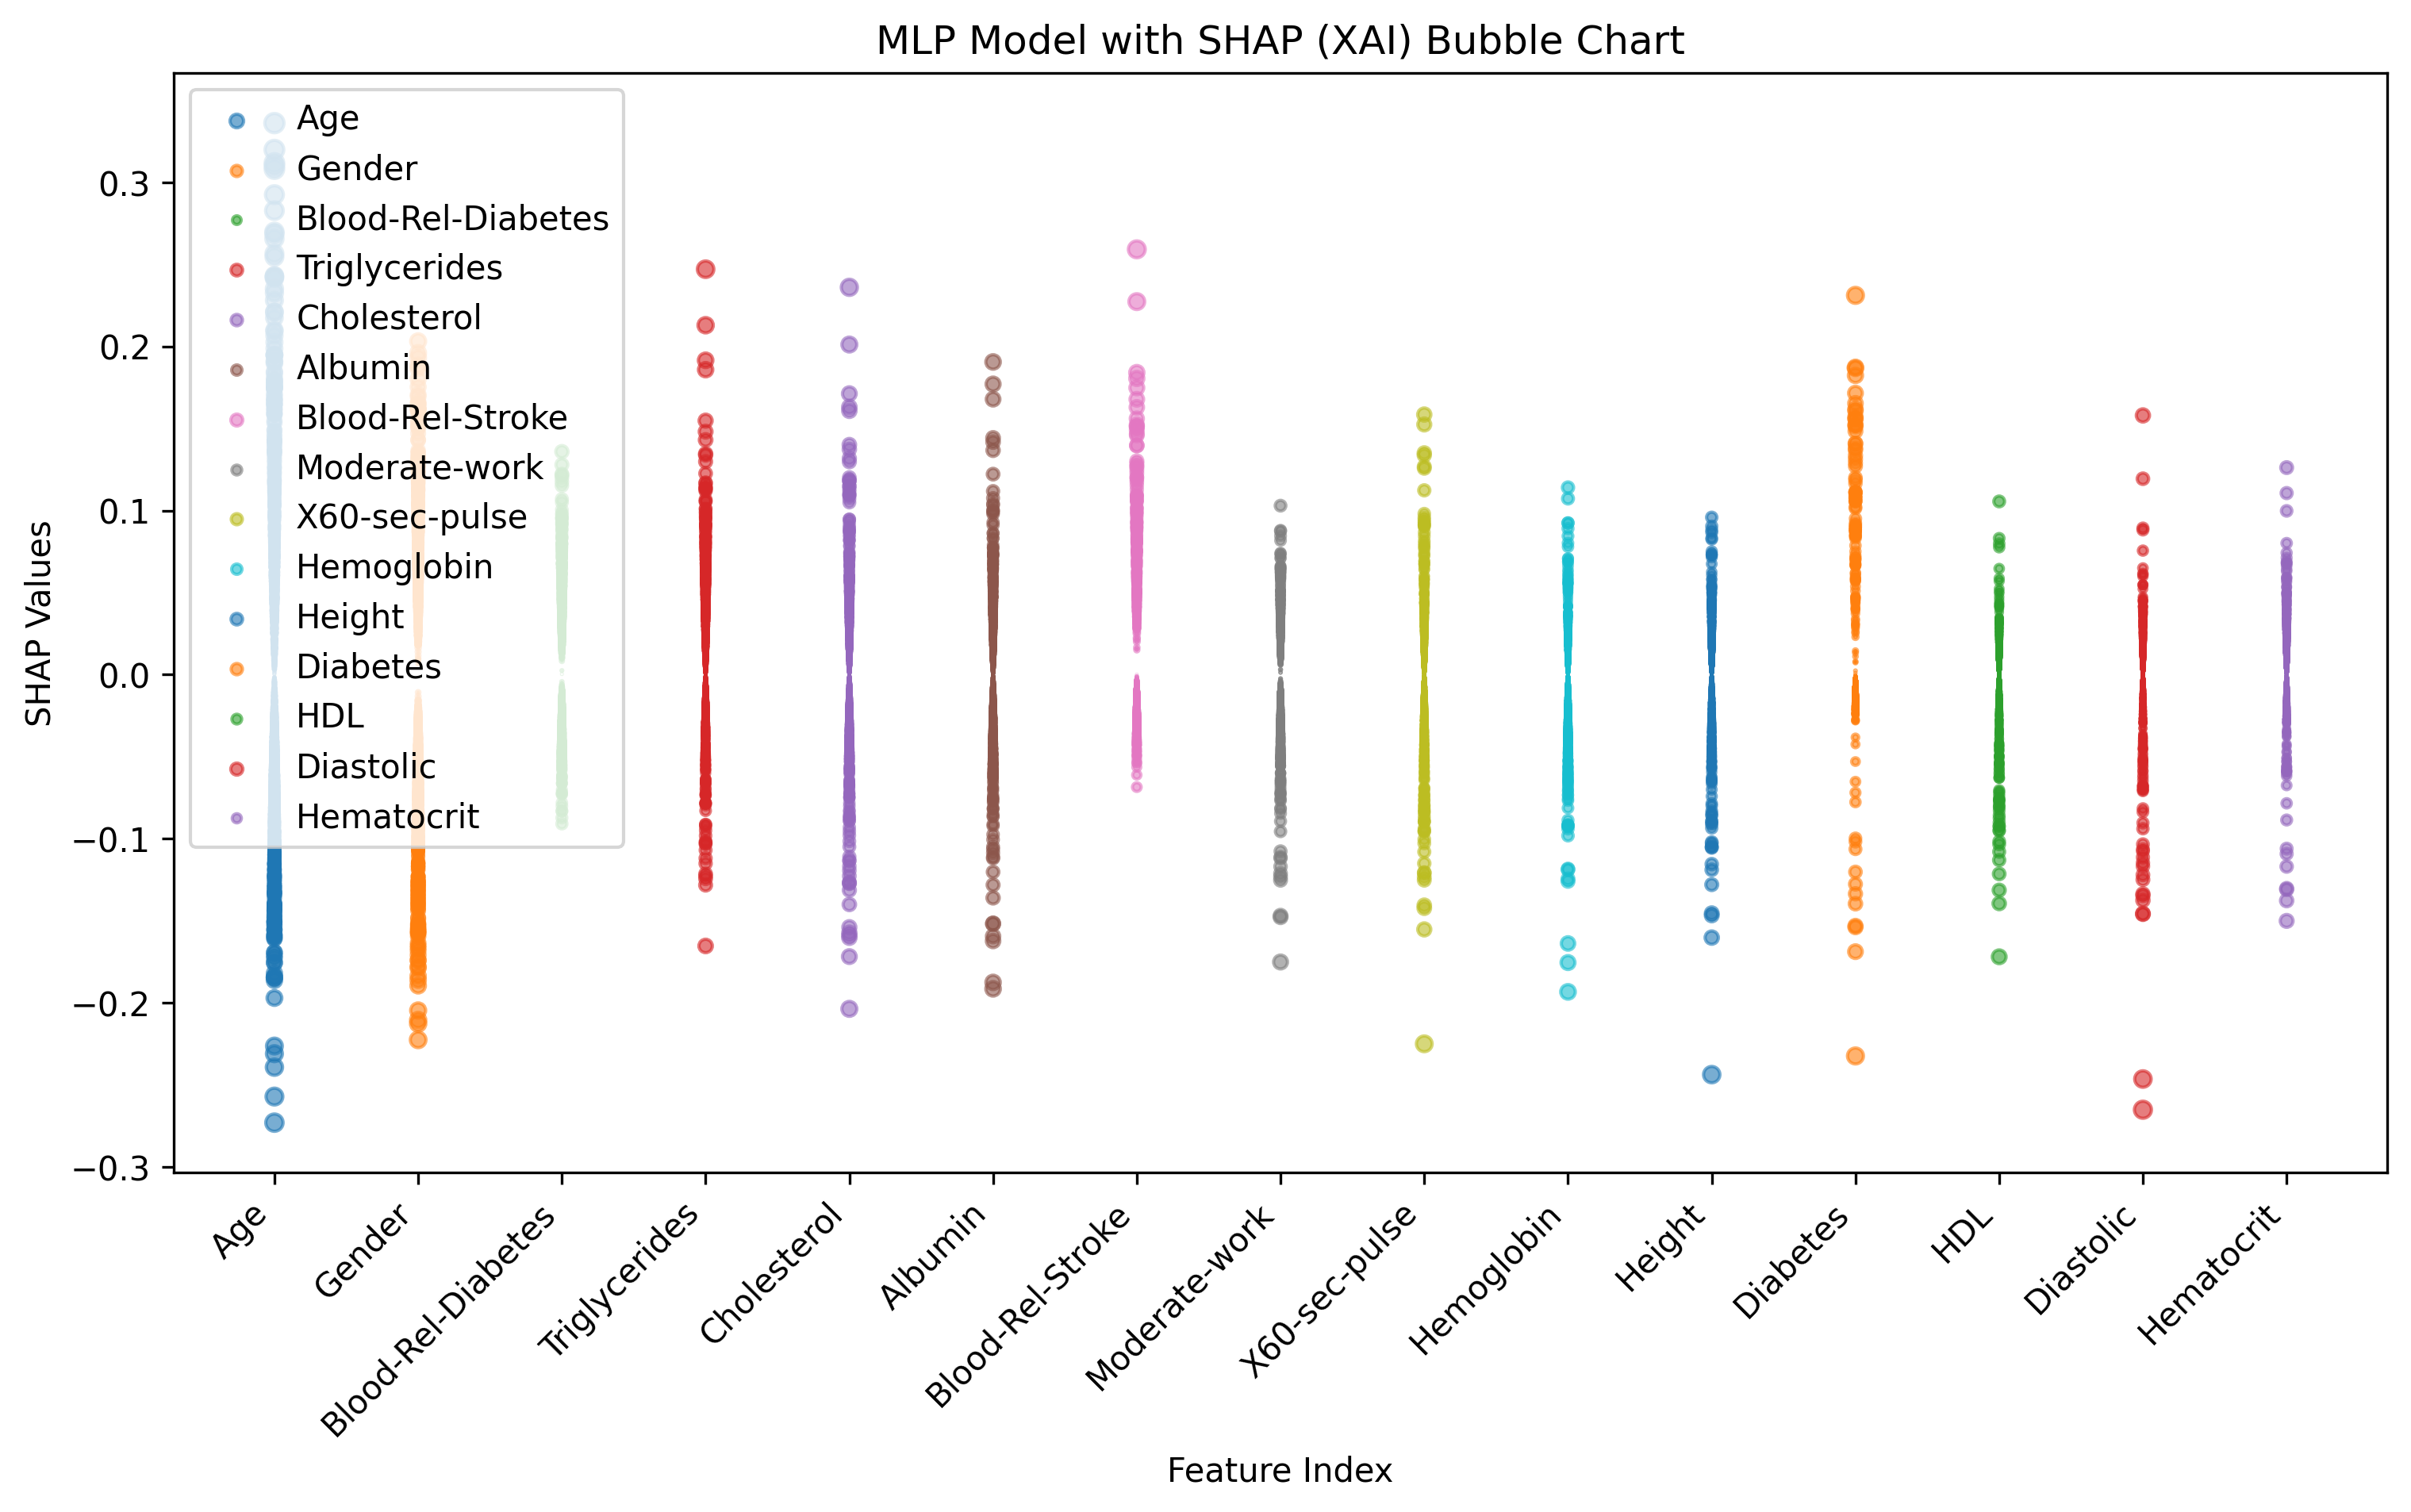 MLP Model with SHAP (XAI) Bubble Chart
Age
Gender
Blood-Rel-Diabetes
Triglycerides
Cholesterol
Albumin
Blood-Rel-Stroke
Moderate-work
X60-sec-pulse
Hemoglobin
Height
Diabetes
HDL
Diastolic
Hematocrit
SHAP Values
0.3
0.2
0.1
0.0
−0.1
−0.2
−0.3
Age
Gender
Blood-Rel-Diabetes
Triglycerides
Cholesterol
Albumin
Blood-Rel-Stroke
Moderate-work
X60-sec-pulse
Hemoglobin
Height
Diabetes
HDL
Diastolic
Hematocrit
Feature Index